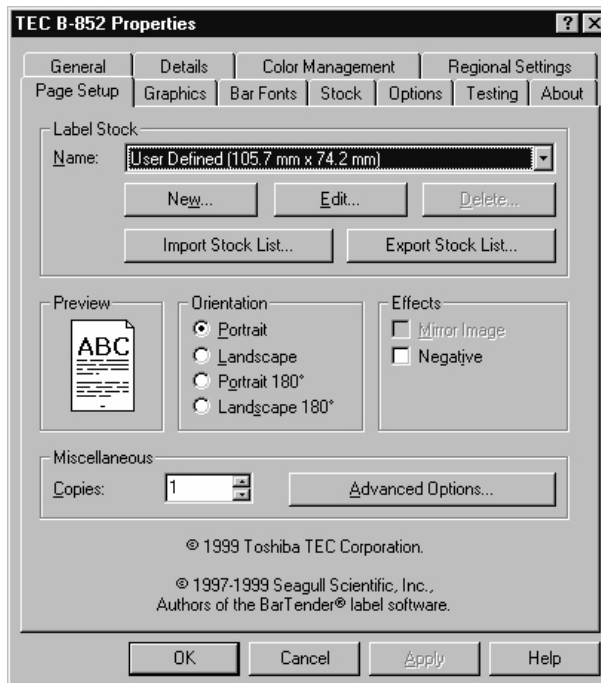 TEC B-852 Properties
General Details Color Management Regional Settings
Page Setup Graphics Bar Fonts Stock Options Testing About
Label Stock
Name: User Defined (105.7 mm x 74.2 mm)
New... Edit... Delete...
Import Stock List... Export Stock List...
Preview Orientation Effects
ABC Portrait Mirror Image
Landscape Negative
Portrait 180°
Landscape 180°
Miscellaneous
Copies: 1 Advanced Options...
© 1999 Toshiba TEC Corporation.
© 1997-1999 Seagull Scientific, Inc.,
Authors of the BarTender® label software.
OK Cancel Apply Help